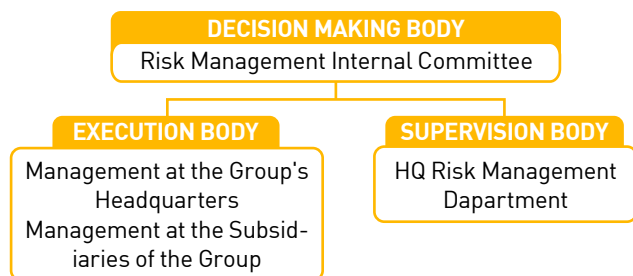 DECISION MAKING BODY
Risk Management Internal Committee
EXECUTION BODY
Management at the Group's
Headquarters
Management at the Subsid-
iaries of the Group
SUPERVISION BODY
HQ Risk Management
Dapartment